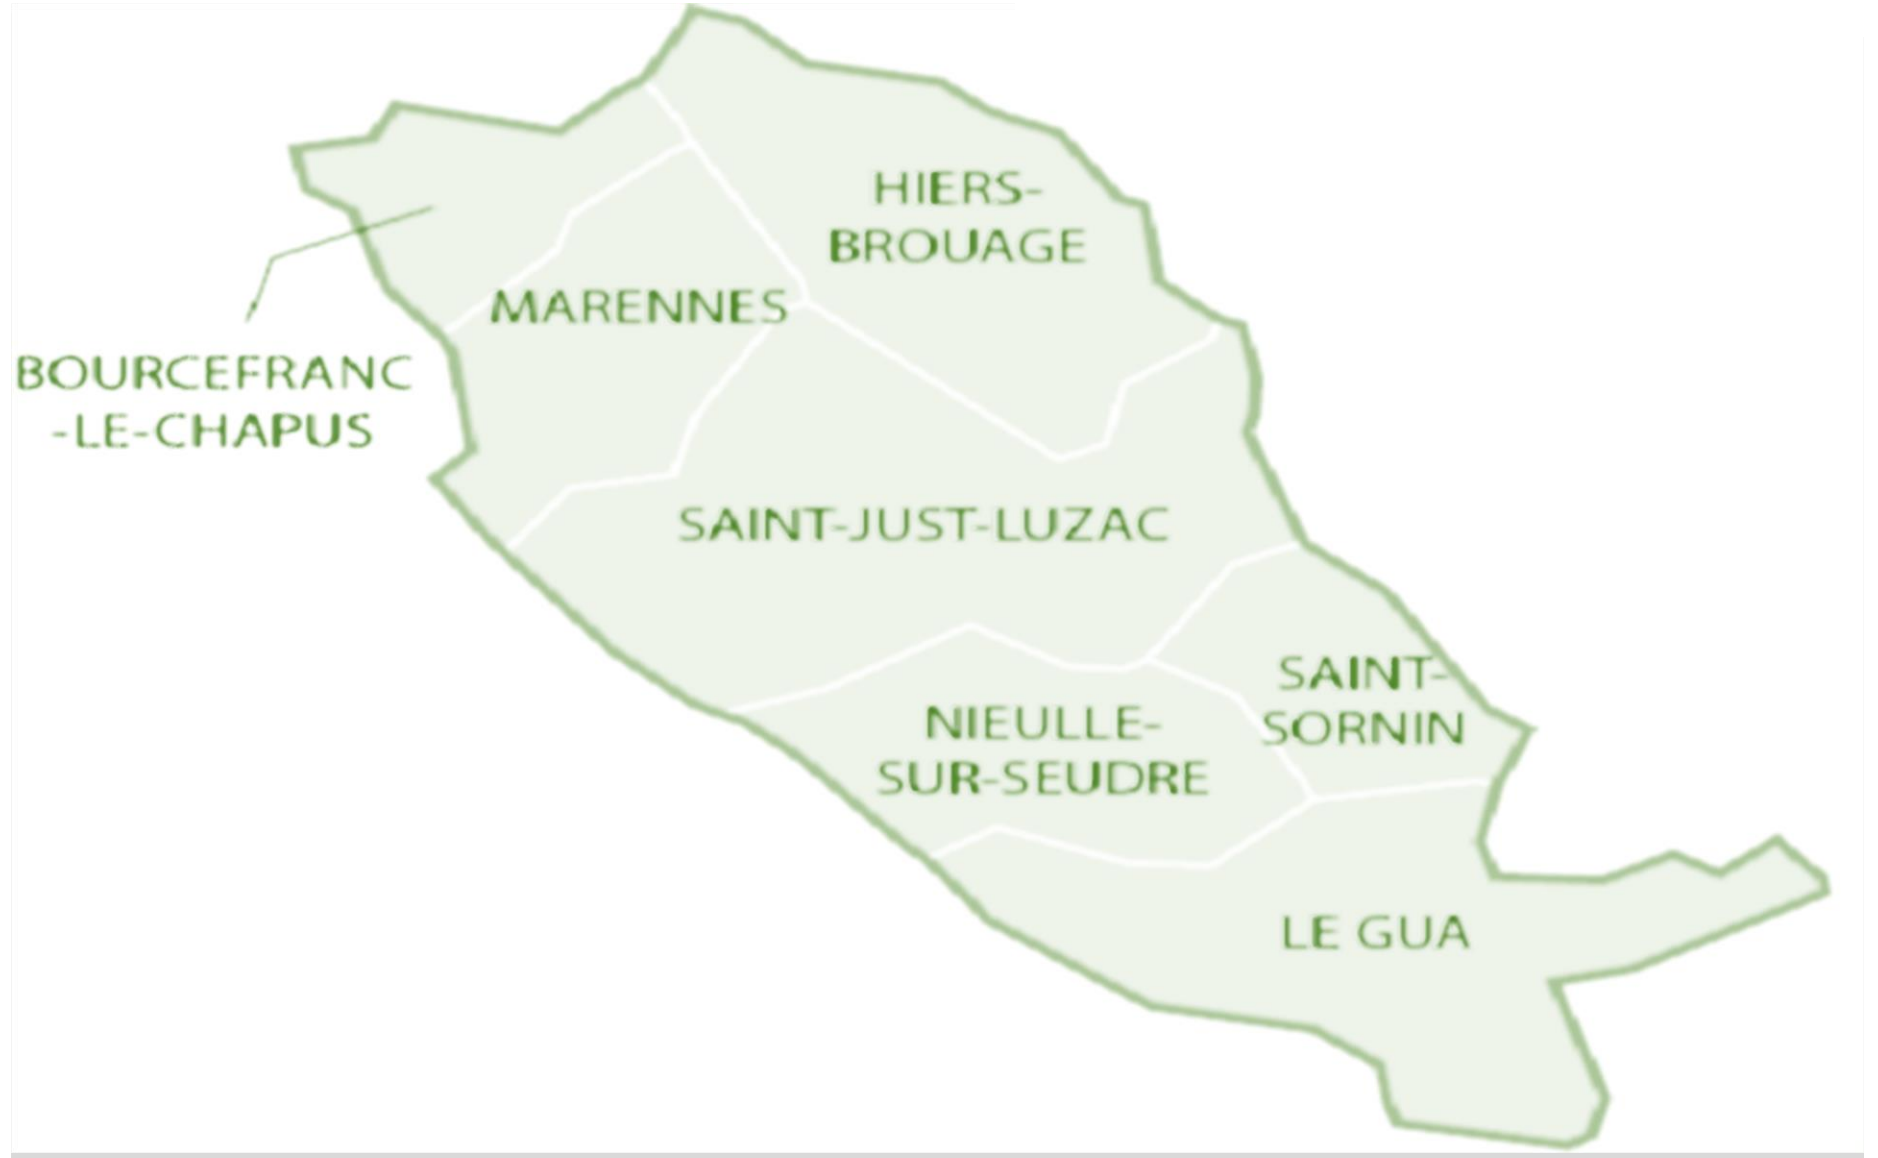 HIERS-
BROUAGE
MARENNES
BOURCEFRANC
-LE-CHAPUS
SAINT-JUST-LUZAC
SAINT-
SORNIN
NIEULLE-
SUR-SEUDRE
LE GUA